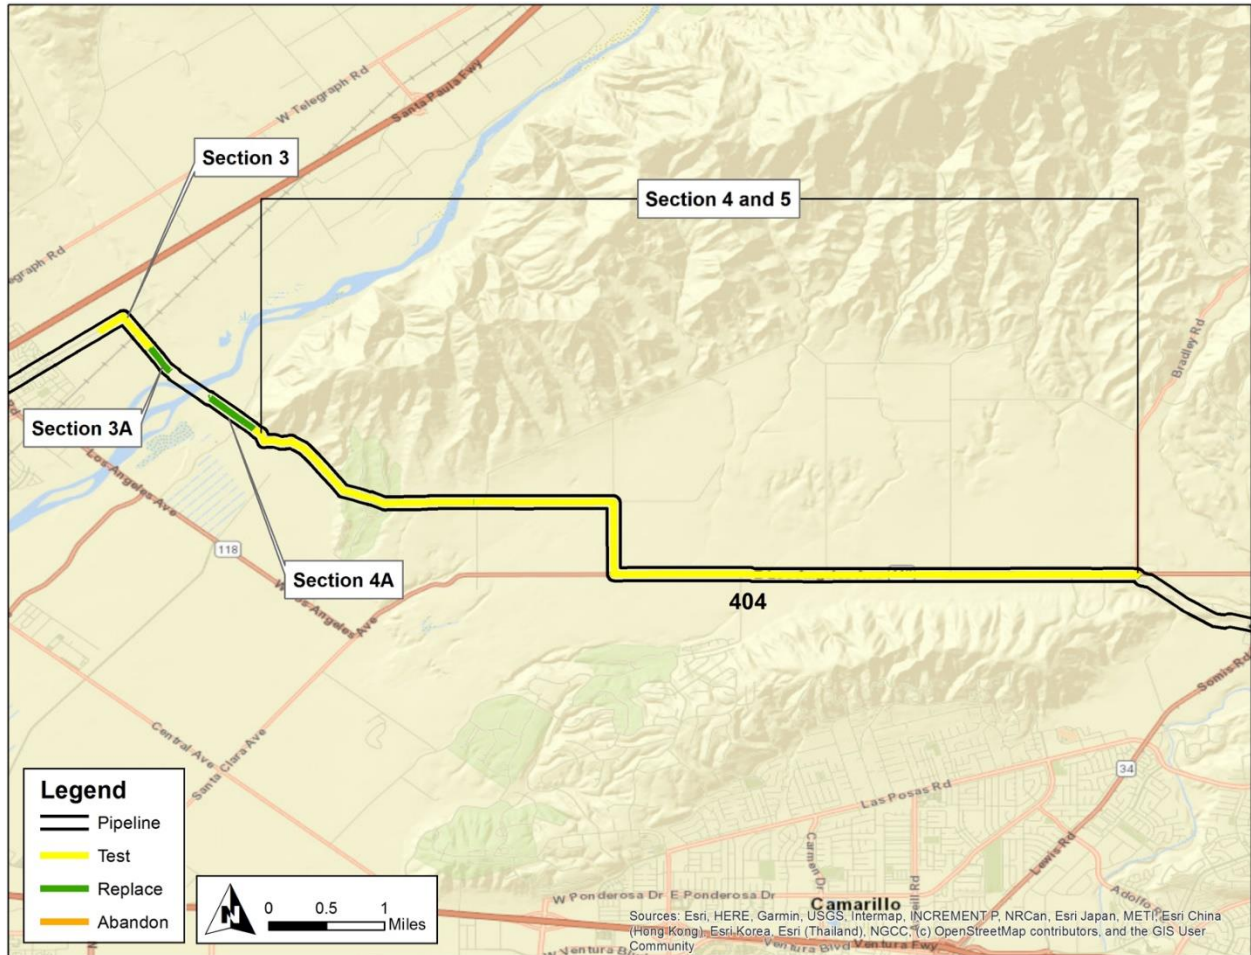 W Telegraph Rd
Santa Paula Fwy
Section 3
Section 4 and 5
egraph Rd
Bradley Rd
Section 3A
Los Angeles Ave
118
Section 4A
404
Somis Rd
Central Ave
Santa Clara Ave
34
Las Posas Rd
Legend
Pipeline
Test
Replace
Abandon
N
0 0.5 1
Miles
Carmen Dr
Lewis Rd
Adolfo
W Ponderosa Dr E Ponderosa Dr
Camarillo
Sources: Esri, HERE, Garmin, USGS, Intermap, INCREMENT P, NRCan, Esri Japan, METI, Esri China
(Hong Kong), Esri Korea, Esri (Thailand), NGCC, (c) OpenStreetMap contributors, and the GIS User
Community
Ventura Blvd Ventura Fwy